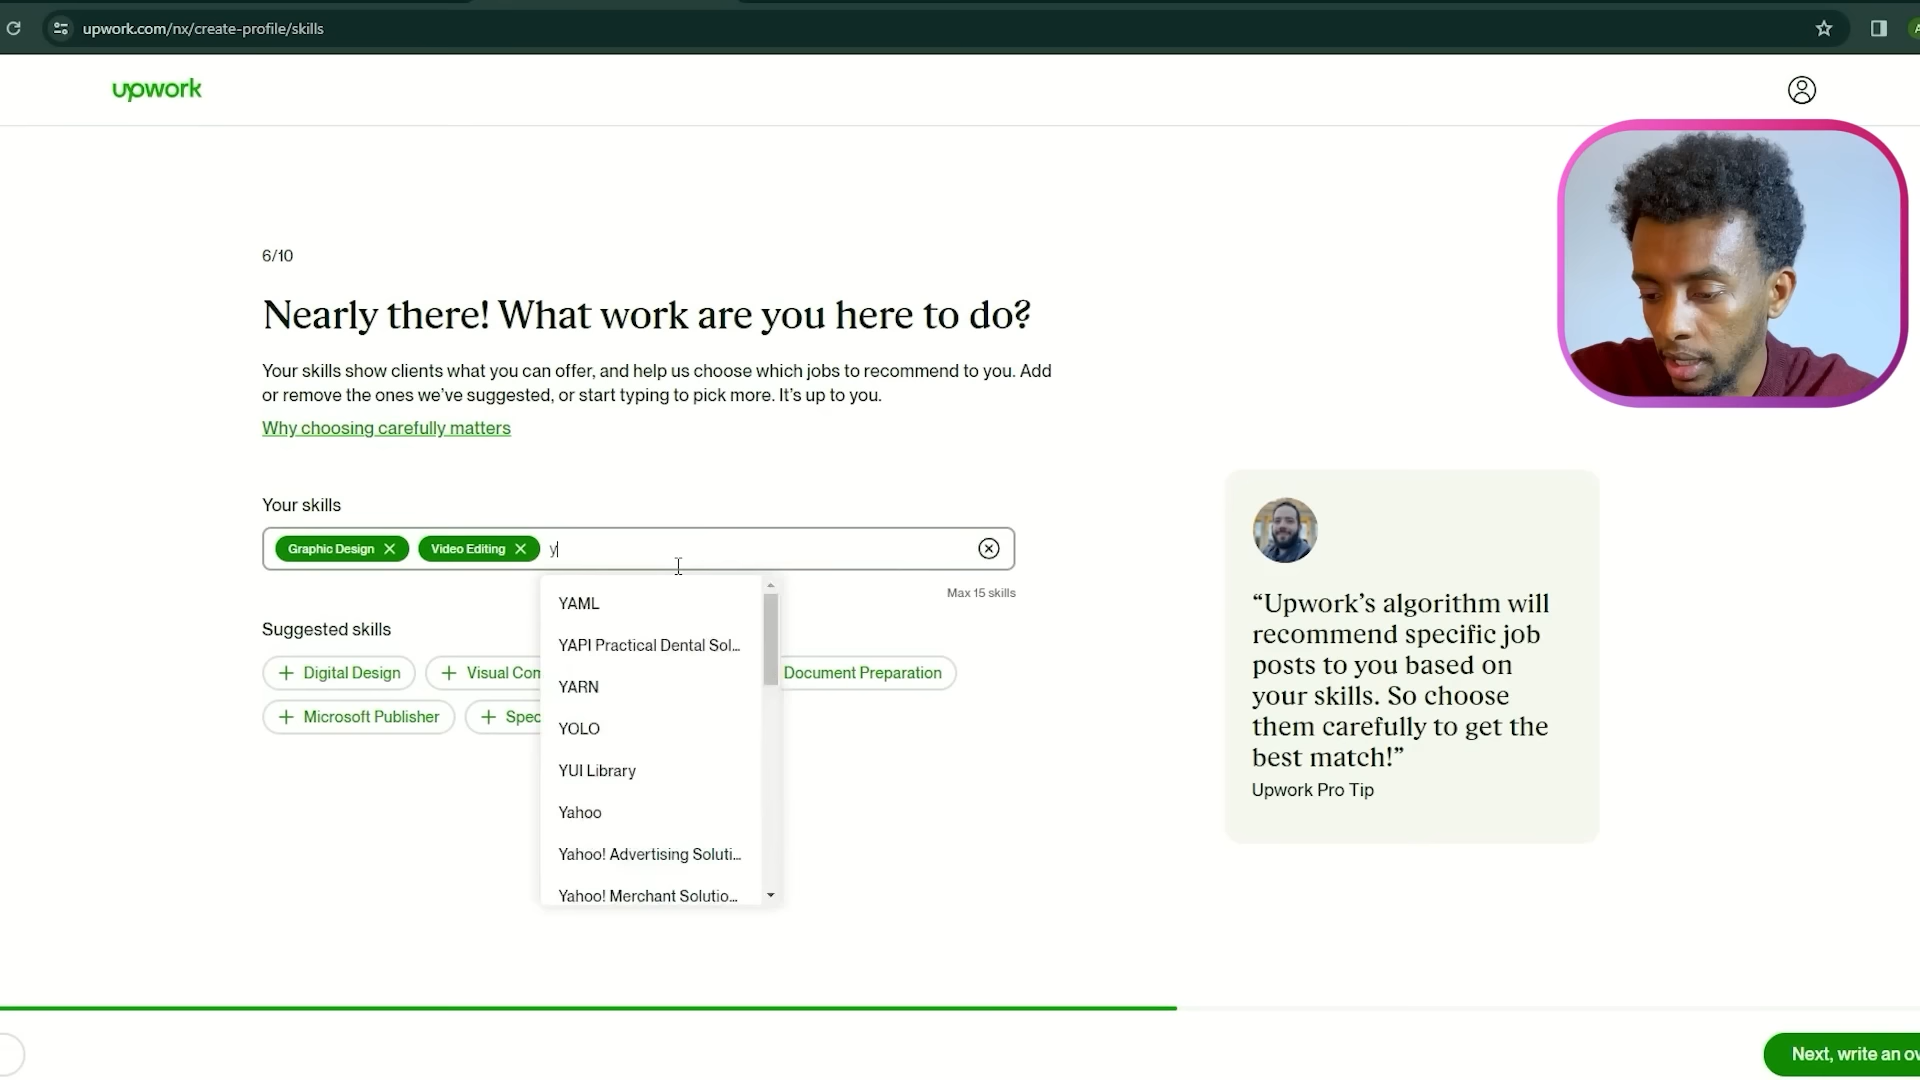 upwork.com/nx/create-profile/skills
upwork
6/10
Nearly there! What work are you here to do?
Your skills show clients what you can offer, and help us choose which jobs to recommend to you. Add
or remove the ones we've suggested, or start typing to pick more. It's up to you.
Why choosing carefully matters
Your skills
Graphic Design
Video Editing
y
Max 15 skills
YAML
YAPI Practical Dental Sol...
YARN
YOLO
YUI Library
Yahoo
Yahoo! Advertising Soluti...
Yahoo! Merchant Solutio...
Suggested skills
+ Digital Design
+ Visual Com
Document Preparation
+ Microsoft Publisher
+ Spec
“Upwork’s algorithm will
recommend specific job
posts to you based on
your skills. So choose
them carefully to get the
best match!”
Upwork Pro Tip
Next, write an ov